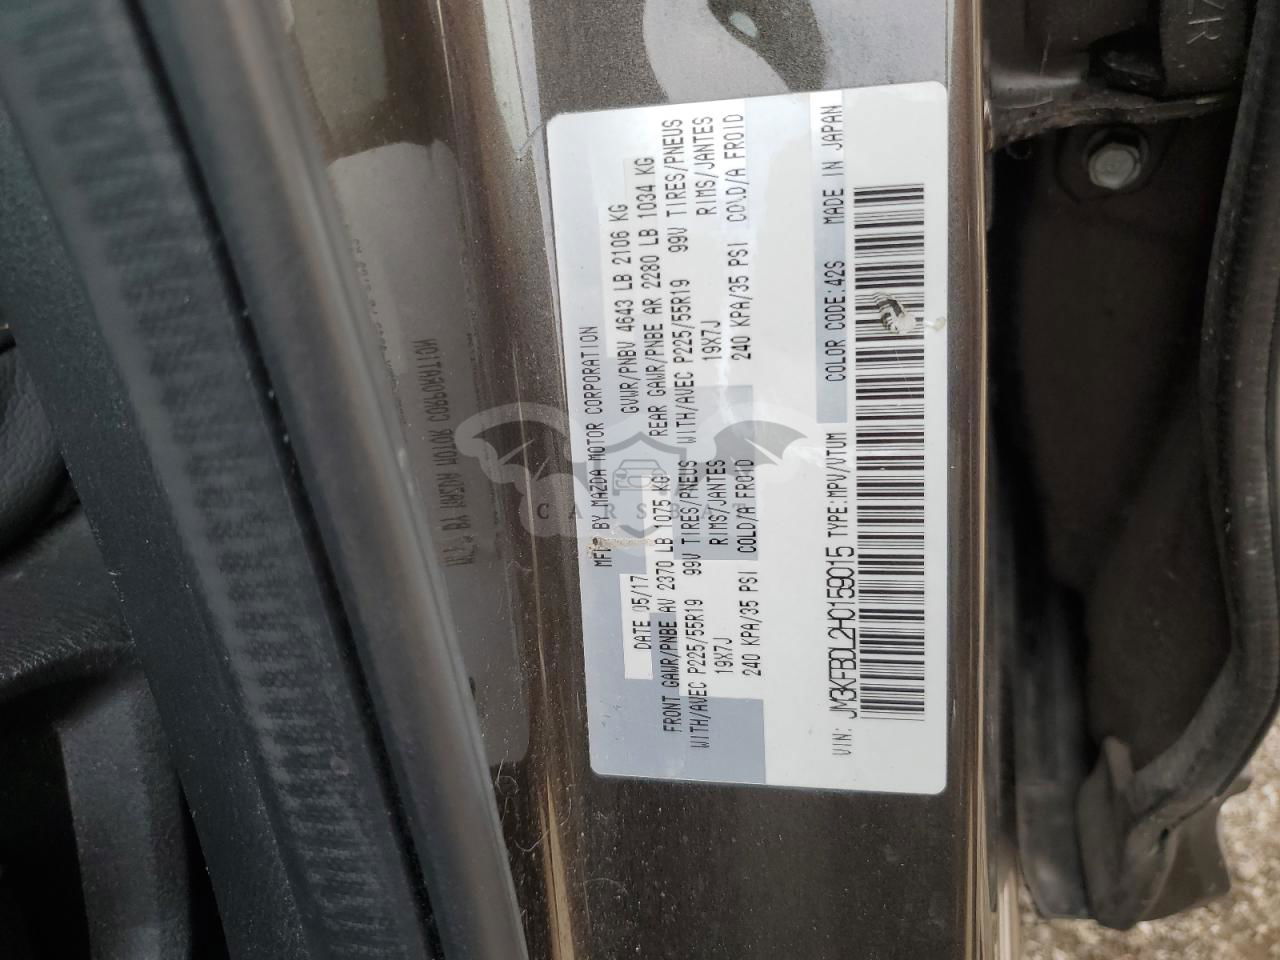 MFD BY MAZDA MOTOR CORPORATION
DATE 05/17 GVWR/PNBV 4643 LB 2106 KG
FRONT GAWR/PNBE AV 2370 LB 1075 KG REAR GAWR/PNBE AR 2280 LB 1034 KG
WITH/AVEC P225/55R19 99V TIRES/PNEUS WITH/AVEC P225/55R19 99V TIRES/PNEUS
19X7J RIMS/JANTES 19X7J RIMS/JANTES
240 KPA/35 PSI COLD/A FROID 240 KPA/35 PSI COLD/A FROID
COLOR CODE:42S MADE IN JAPAN
VIN: JM3KFBDL2H0159015 TYPE:MPV/VTUM
CARSBAT
ZR